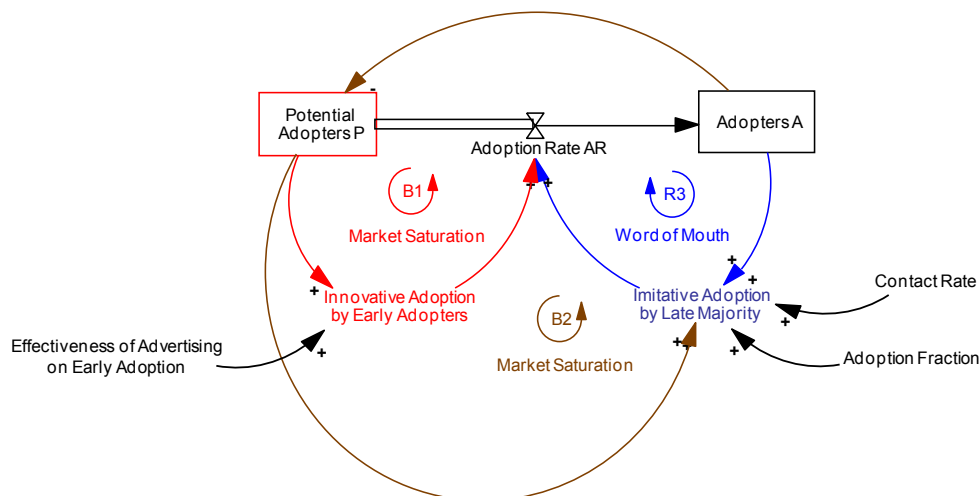 -
Potential
Adopters P
Adopters A
Adoption Rate AR
+ +
B1
R3
Market Saturation
Word of Mouth
+
+
Contact Rate
+
Innovative Adoption
by Early Adopters
Imitative Adoption
by Late Majority
+
B2
Effectiveness of Advertising
on Early Adoption
+
Market Saturation
+ +
+
Adoption Fraction